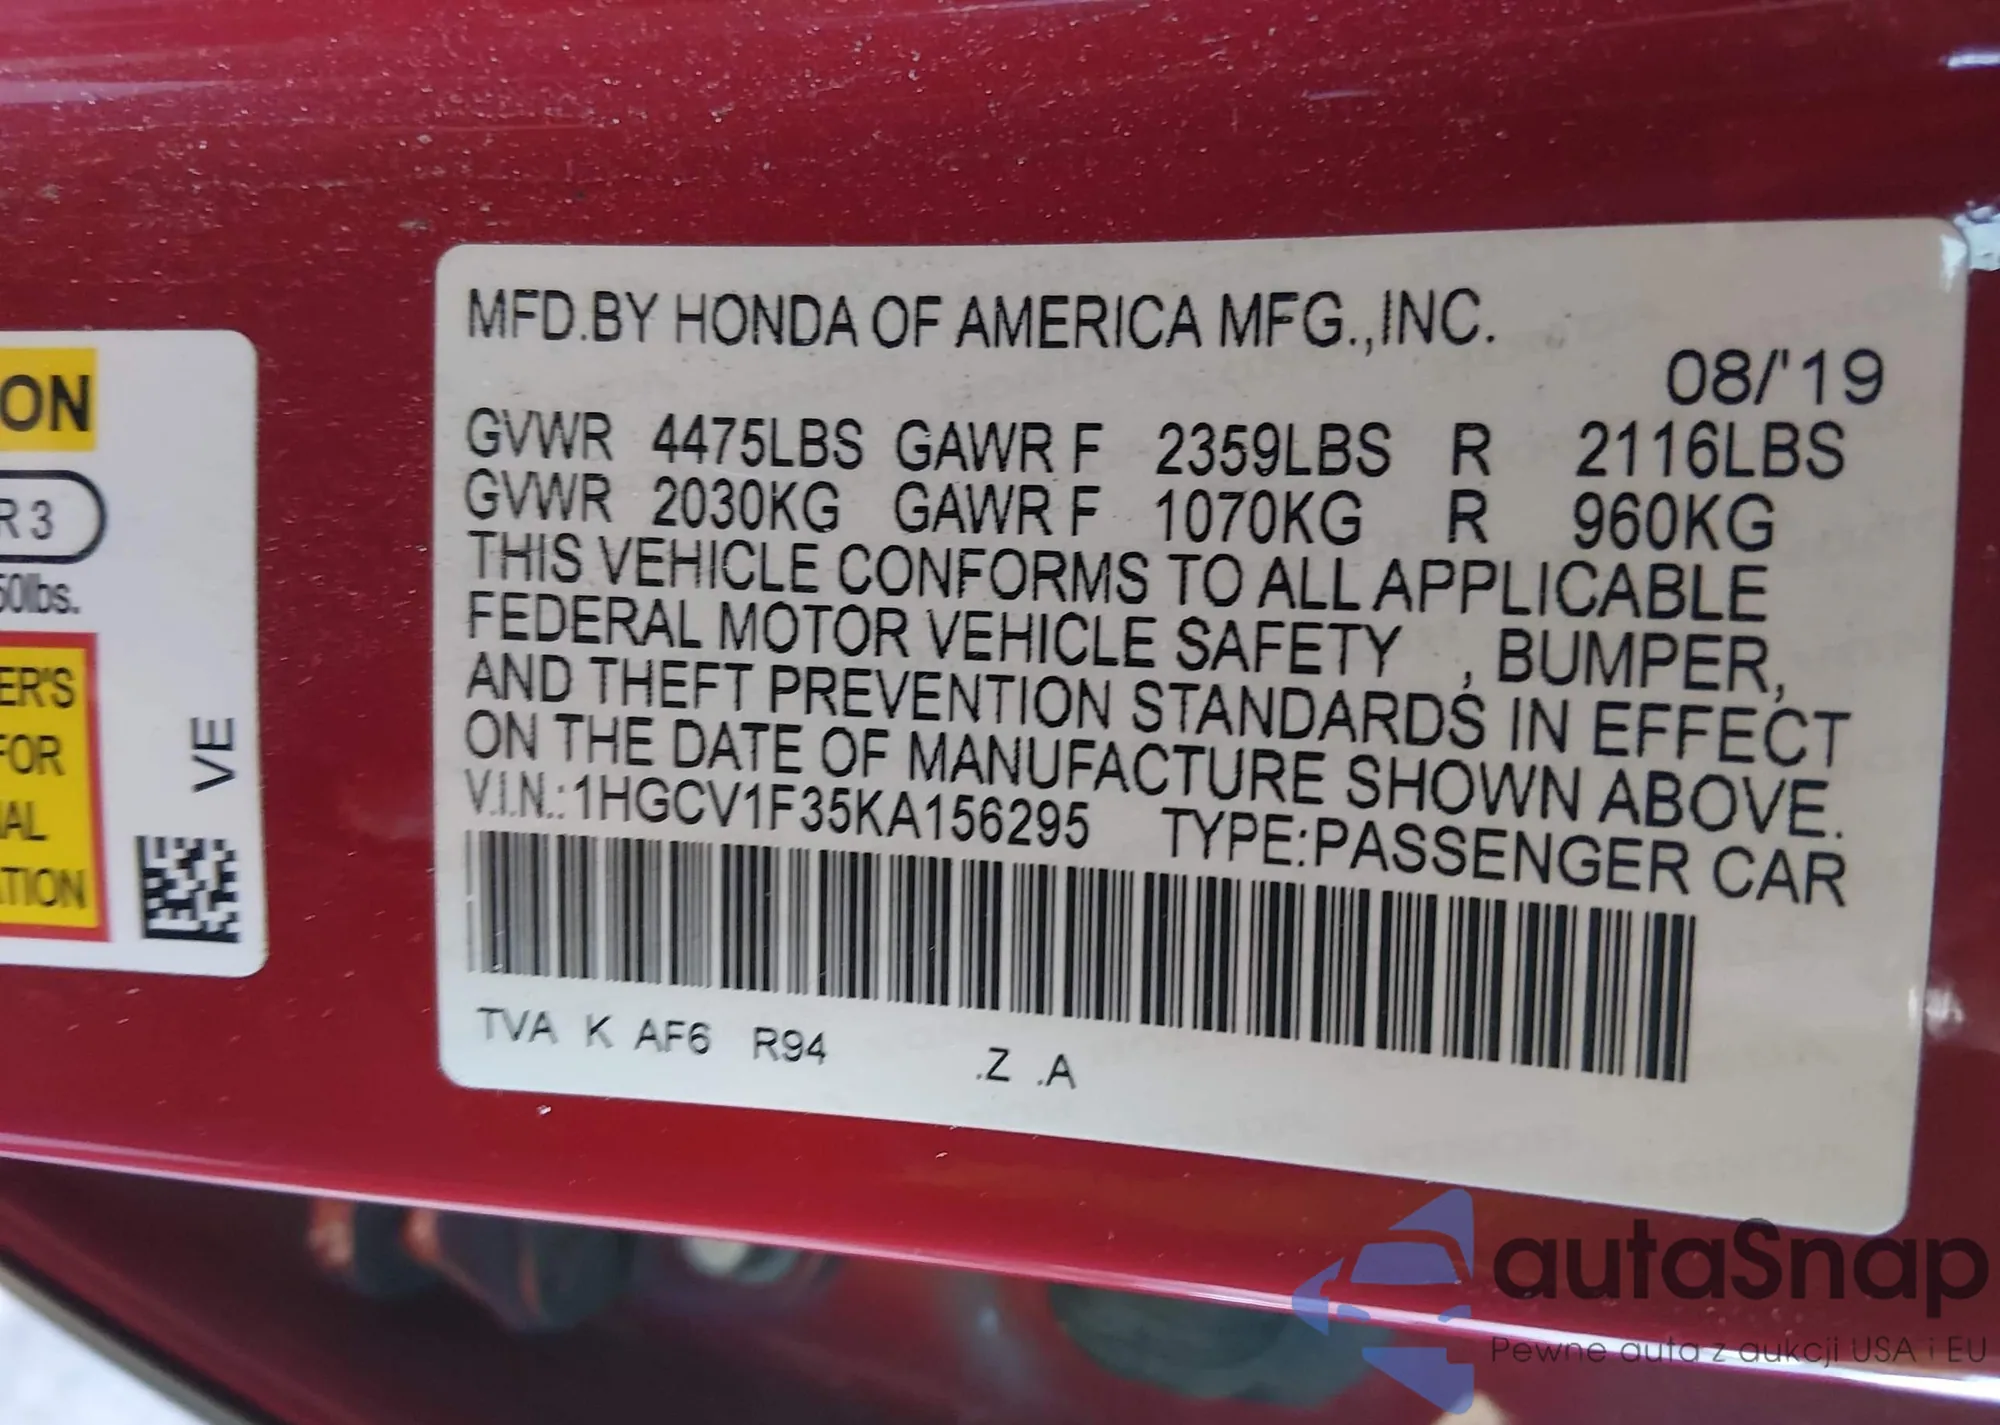 MFD.BY HONDA OF AMERICA MFG.,INC.
08/'19
GVWR 4475LBS GAWR F 2359LBS R 2116LBS
GVWR 2030KG GAWR F 1070KG R 960KG
THIS VEHICLE CONFORMS TO ALL APPLICABLE
FEDERAL MOTOR VEHICLE SAFETY , BUMPER,
AND THEFT PREVENTION STANDARDS IN EFFECT
ON THE DATE OF MANUFACTURE SHOWN ABOVE.
V.I.N.:1HGCV1F35KA156295 TYPE:PASSENGER CAR
TVA K AF6 R94 .Z .A
ON
R 3
50lbs.
ER'S
FOR
AL
TION
VE
autaSnap
Pewne auta z aukcji USA i EU